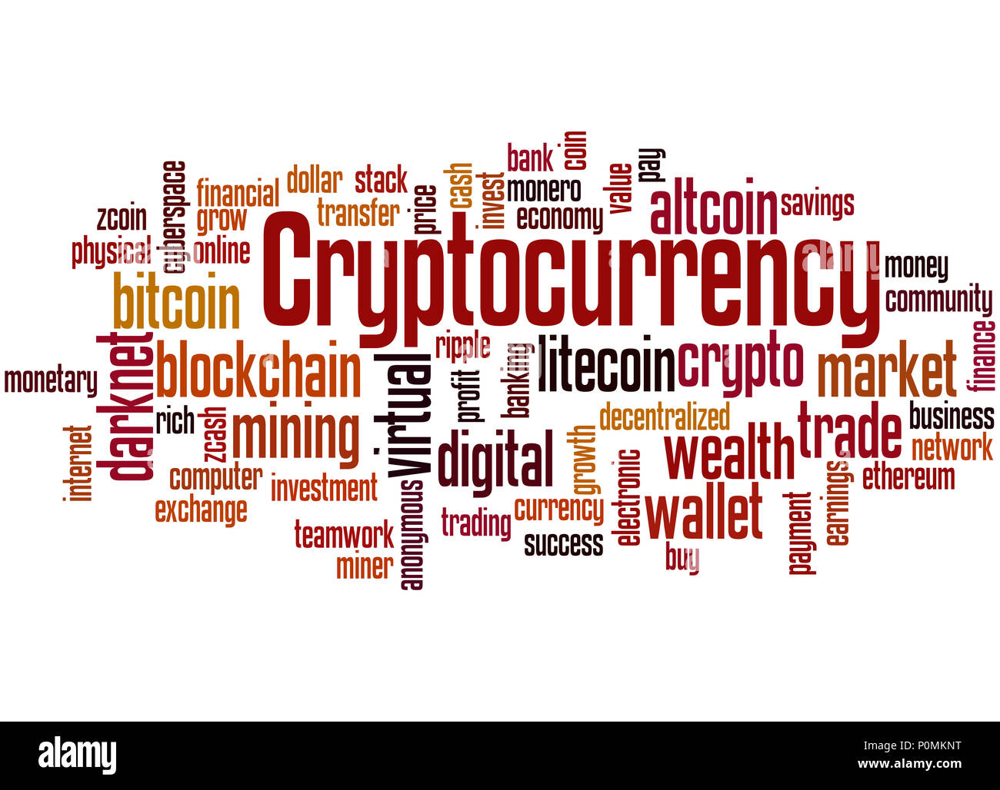 coin
bank
pay
cyberspace
dollar
stack
cash
invest
monero
value
financial
altcoin
savings
zcoin
grow
transfer
price
economy
physical
online
Cryptocurrency
money
bitcoin
community
darknet
blockchain
virtual
ripple
banking
litecoin
crypto
market
finance
monetary
profit
rich
zcash
mining
decentralized
trade
business
internet
digital
growth
wealth
network
computer
investment
electronic
earnings
ethereum
exchange
anonymous
trading
currency
wallet
payment
teamwork
success
miner
buy
alamy
Image ID: P0MKNT
www.alamy.com
a alamy stock photo